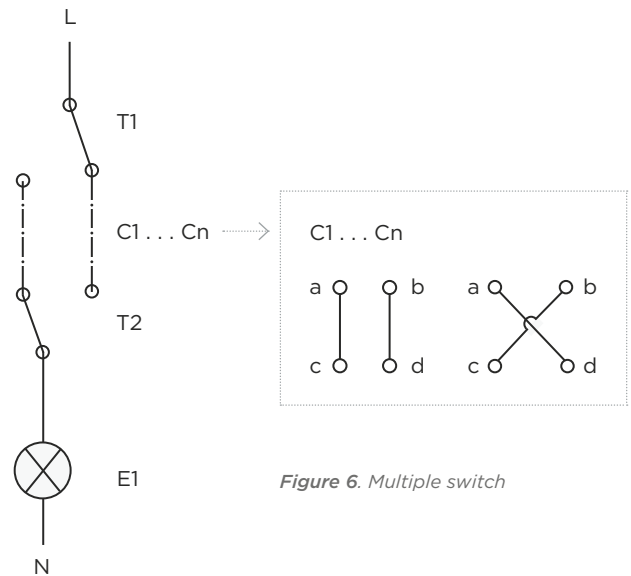 L
T1
C1 . . . Cn
T2
E1
N
C1 . . . Cn
a b a b
c d c d
Figure 6. Multiple switch